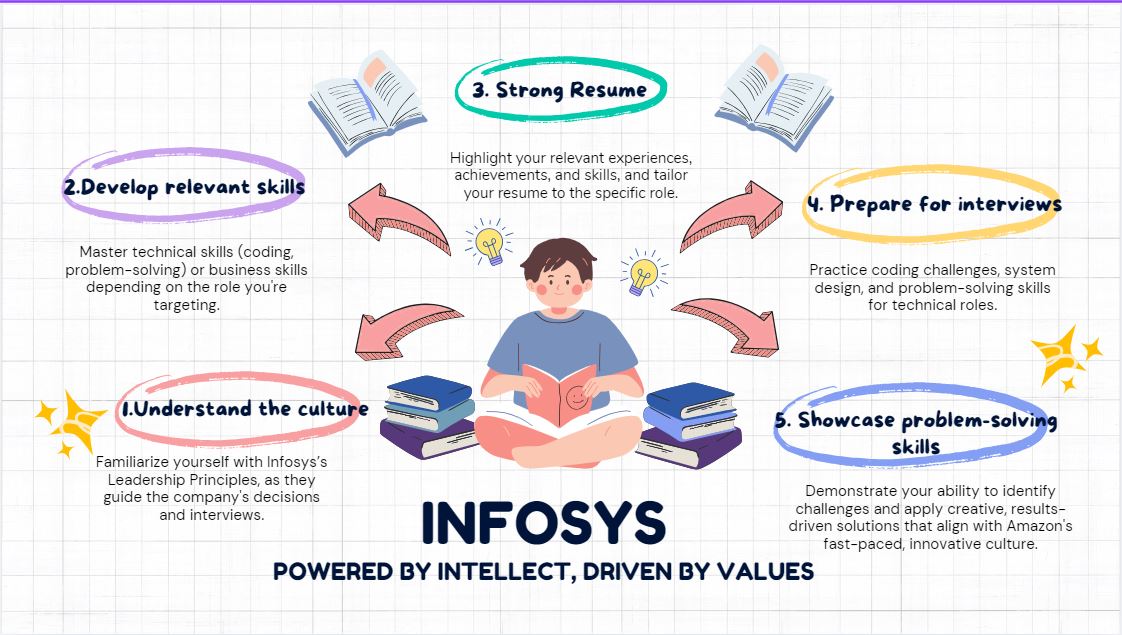 3. Strong Resume
Highlight your relevant experiences,
achievements, and skills, and tailor
your resume to the specific role.
2.Develop relevant skills
Master technical skills (coding,
problem-solving) or business skills
depending on the role you're
targeting.
4. Prepare for interviews
Practice coding challenges, system
design, and problem-solving skills
for technical roles.
1.Understand the culture
Familiarize yourself with Infosys's
Leadership Principles, as they
guide the company's decisions
and interviews.
5. Showcase problem-solving
skills
Demonstrate your ability to identify
challenges and apply creative, results-
driven solutions that align with Amazon's
fast-paced, innovative culture.
INFOSYS
POWERED BY INTELLECT, DRIVEN BY VALUES